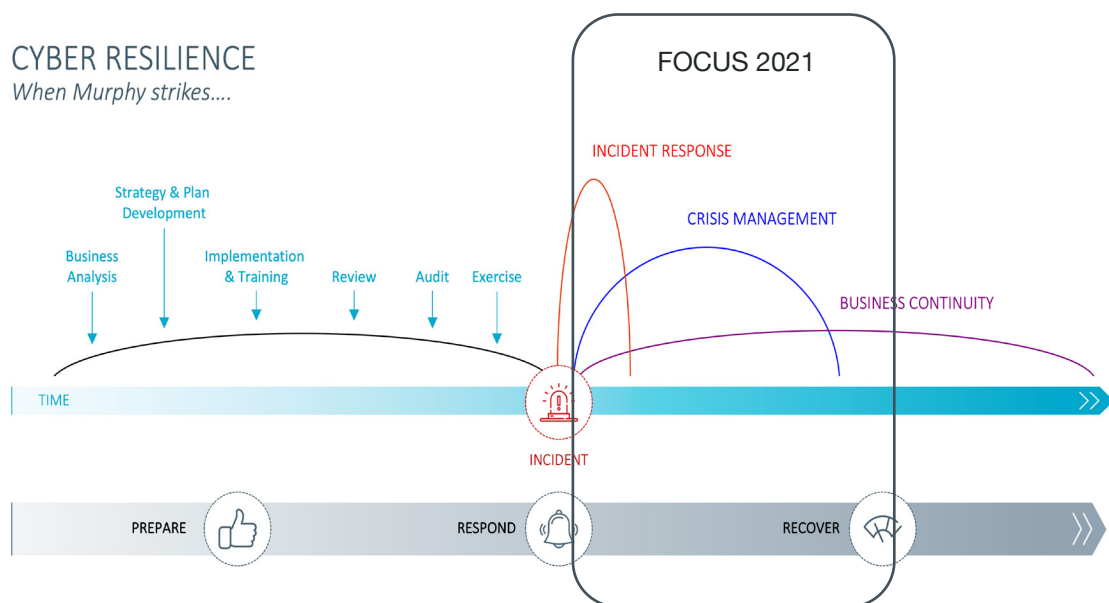 CYBER RESILIENCE
When Murphy strikes....
FOCUS 2021
INCIDENT RESPONSE
Strategy & Plan
Development
CRISIS MANAGEMENT
Business
Analysis
Implementation
& Training
Review
Audit
Exercise
BUSINESS CONTINUITY
TIME
INCIDENT
PREPARE
RESPOND
RECOVER